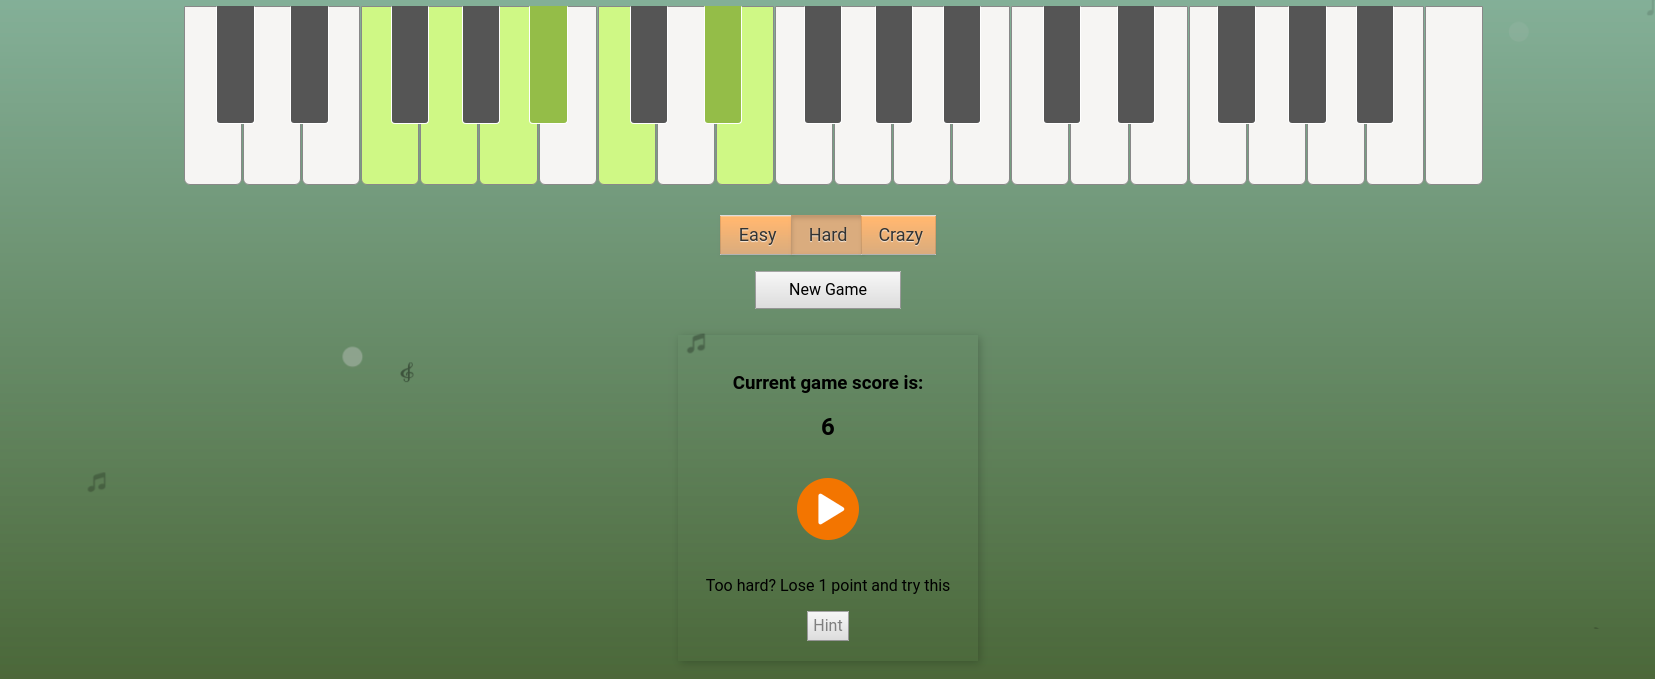 Easy Hard Crazy
New Game
Current game score is:
6
Too hard? Lose 1 point and try this
Hint